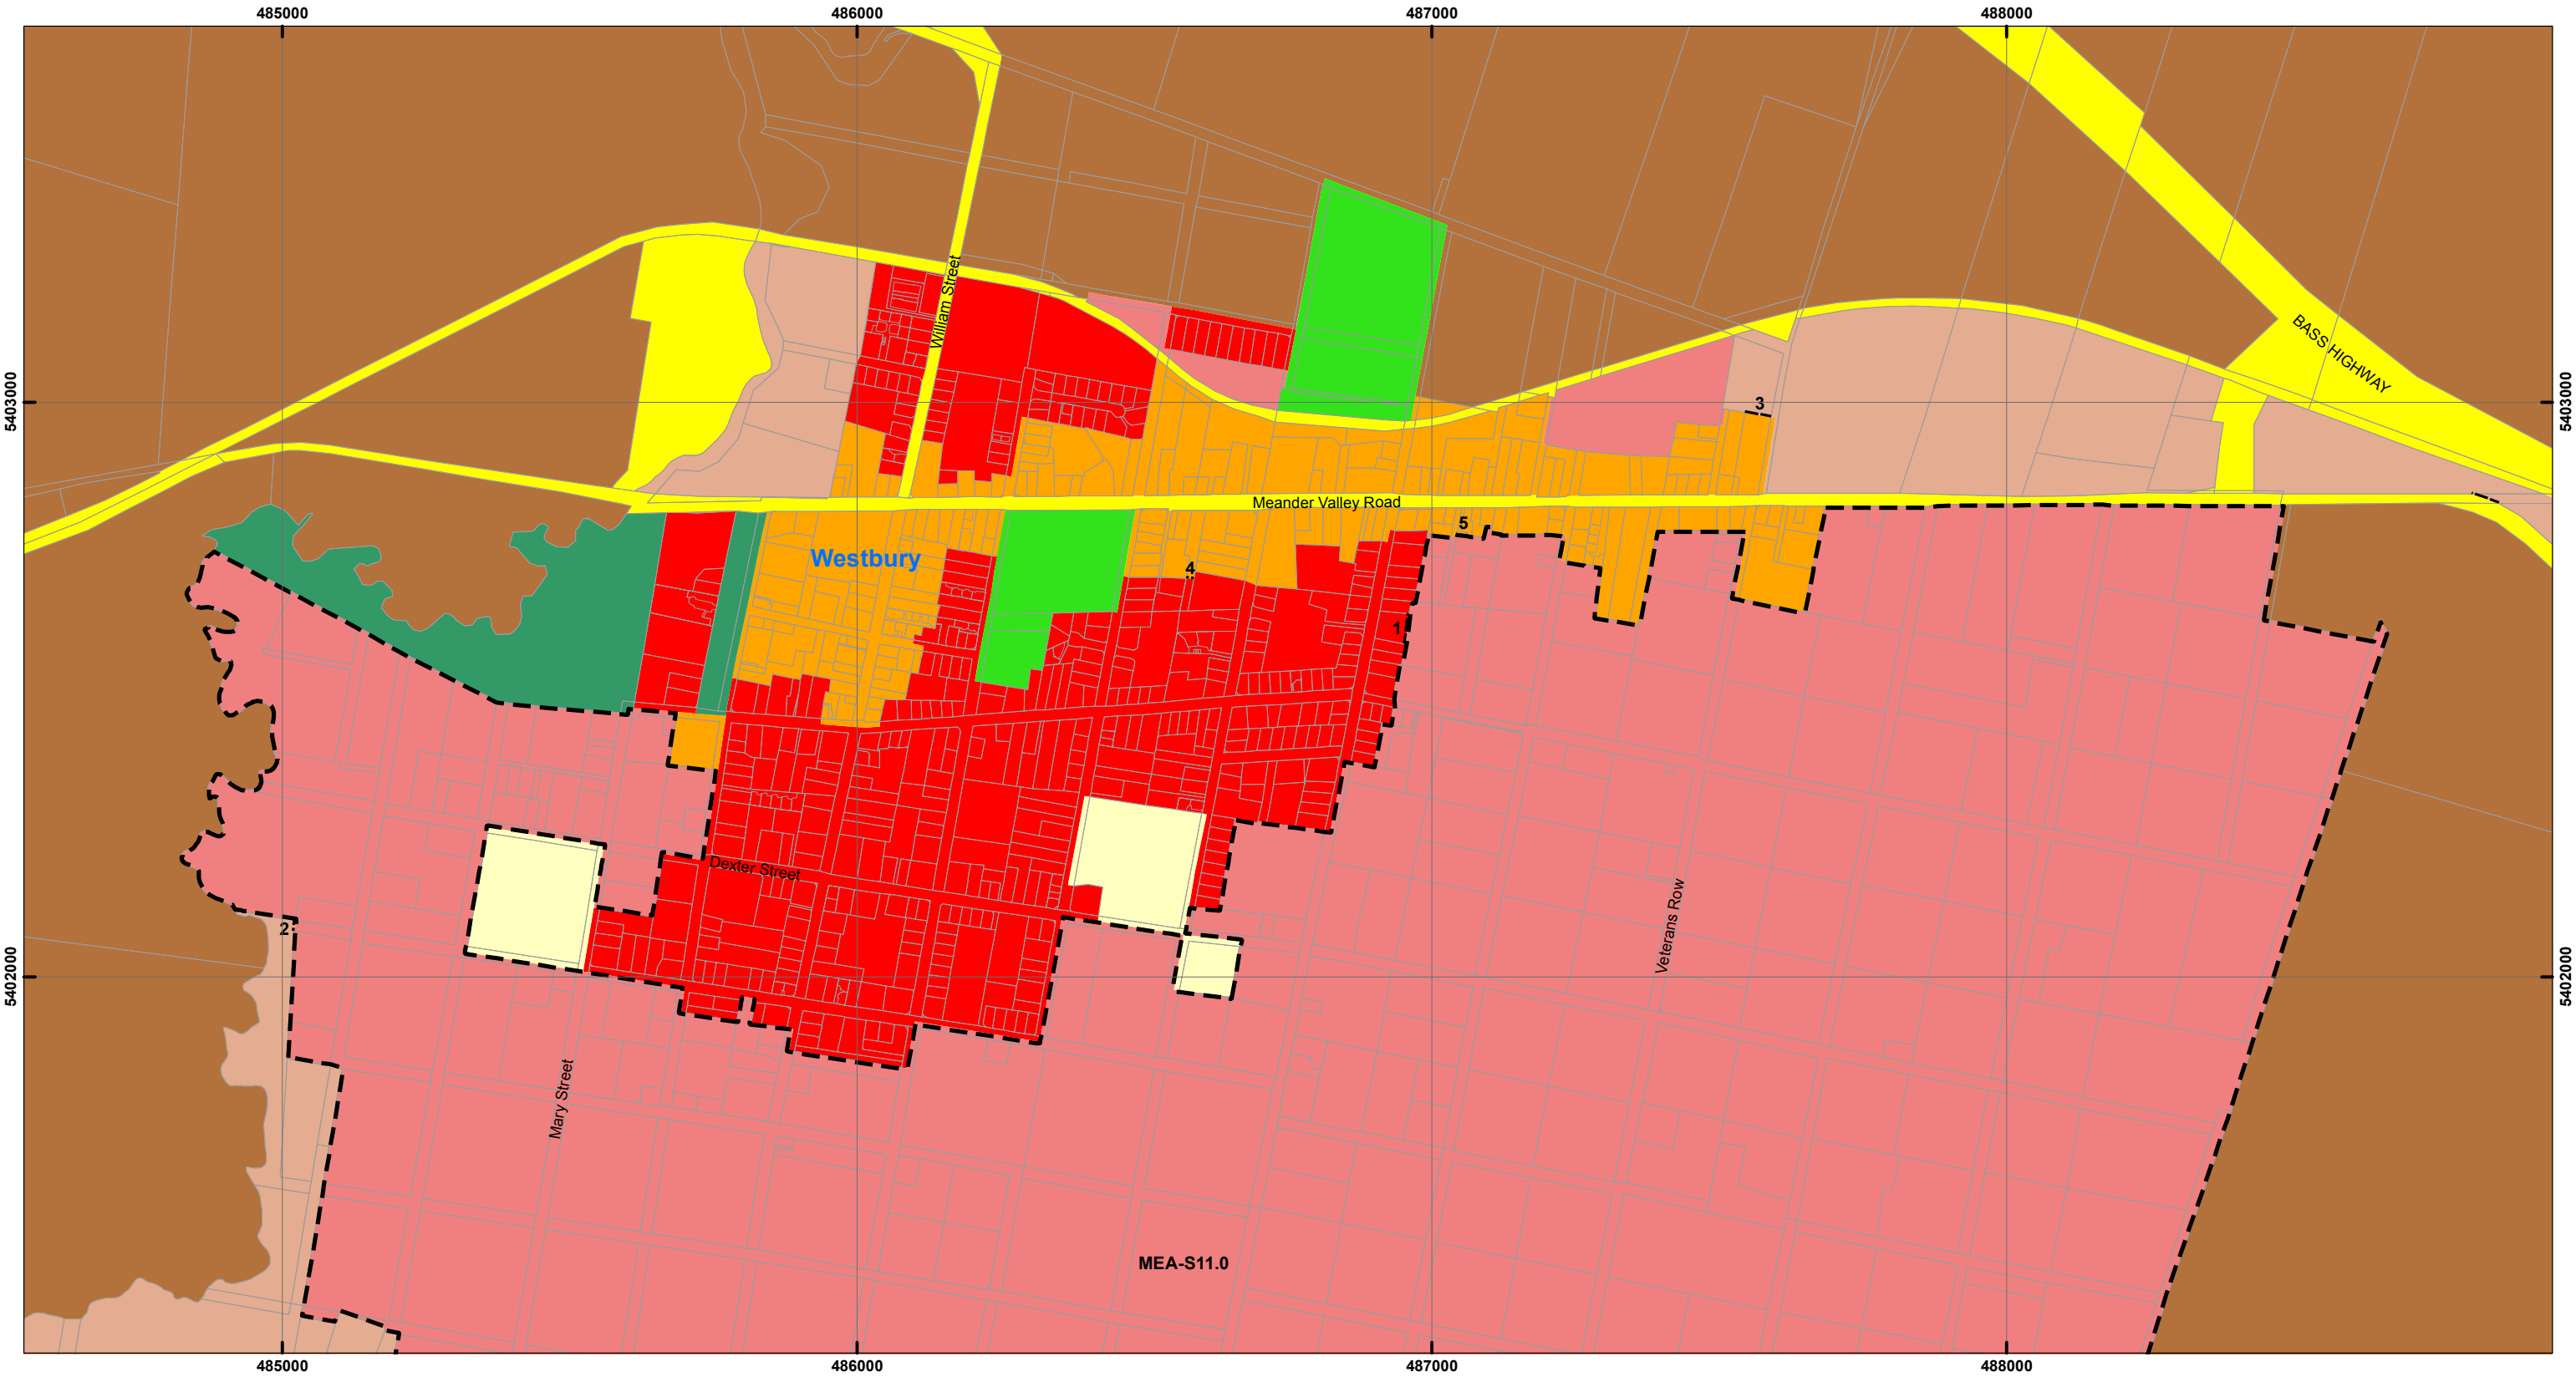 485000 486000 487000 488000
William Street
BASS HIGHWAY
5403000 5403000
3
Meander Valley Road
5
Westbury
4
1
Dexter Street
Veterans Row
2
5402000 5402000
Mary Street
MEA-S11.0
485000 486000 487000 488000